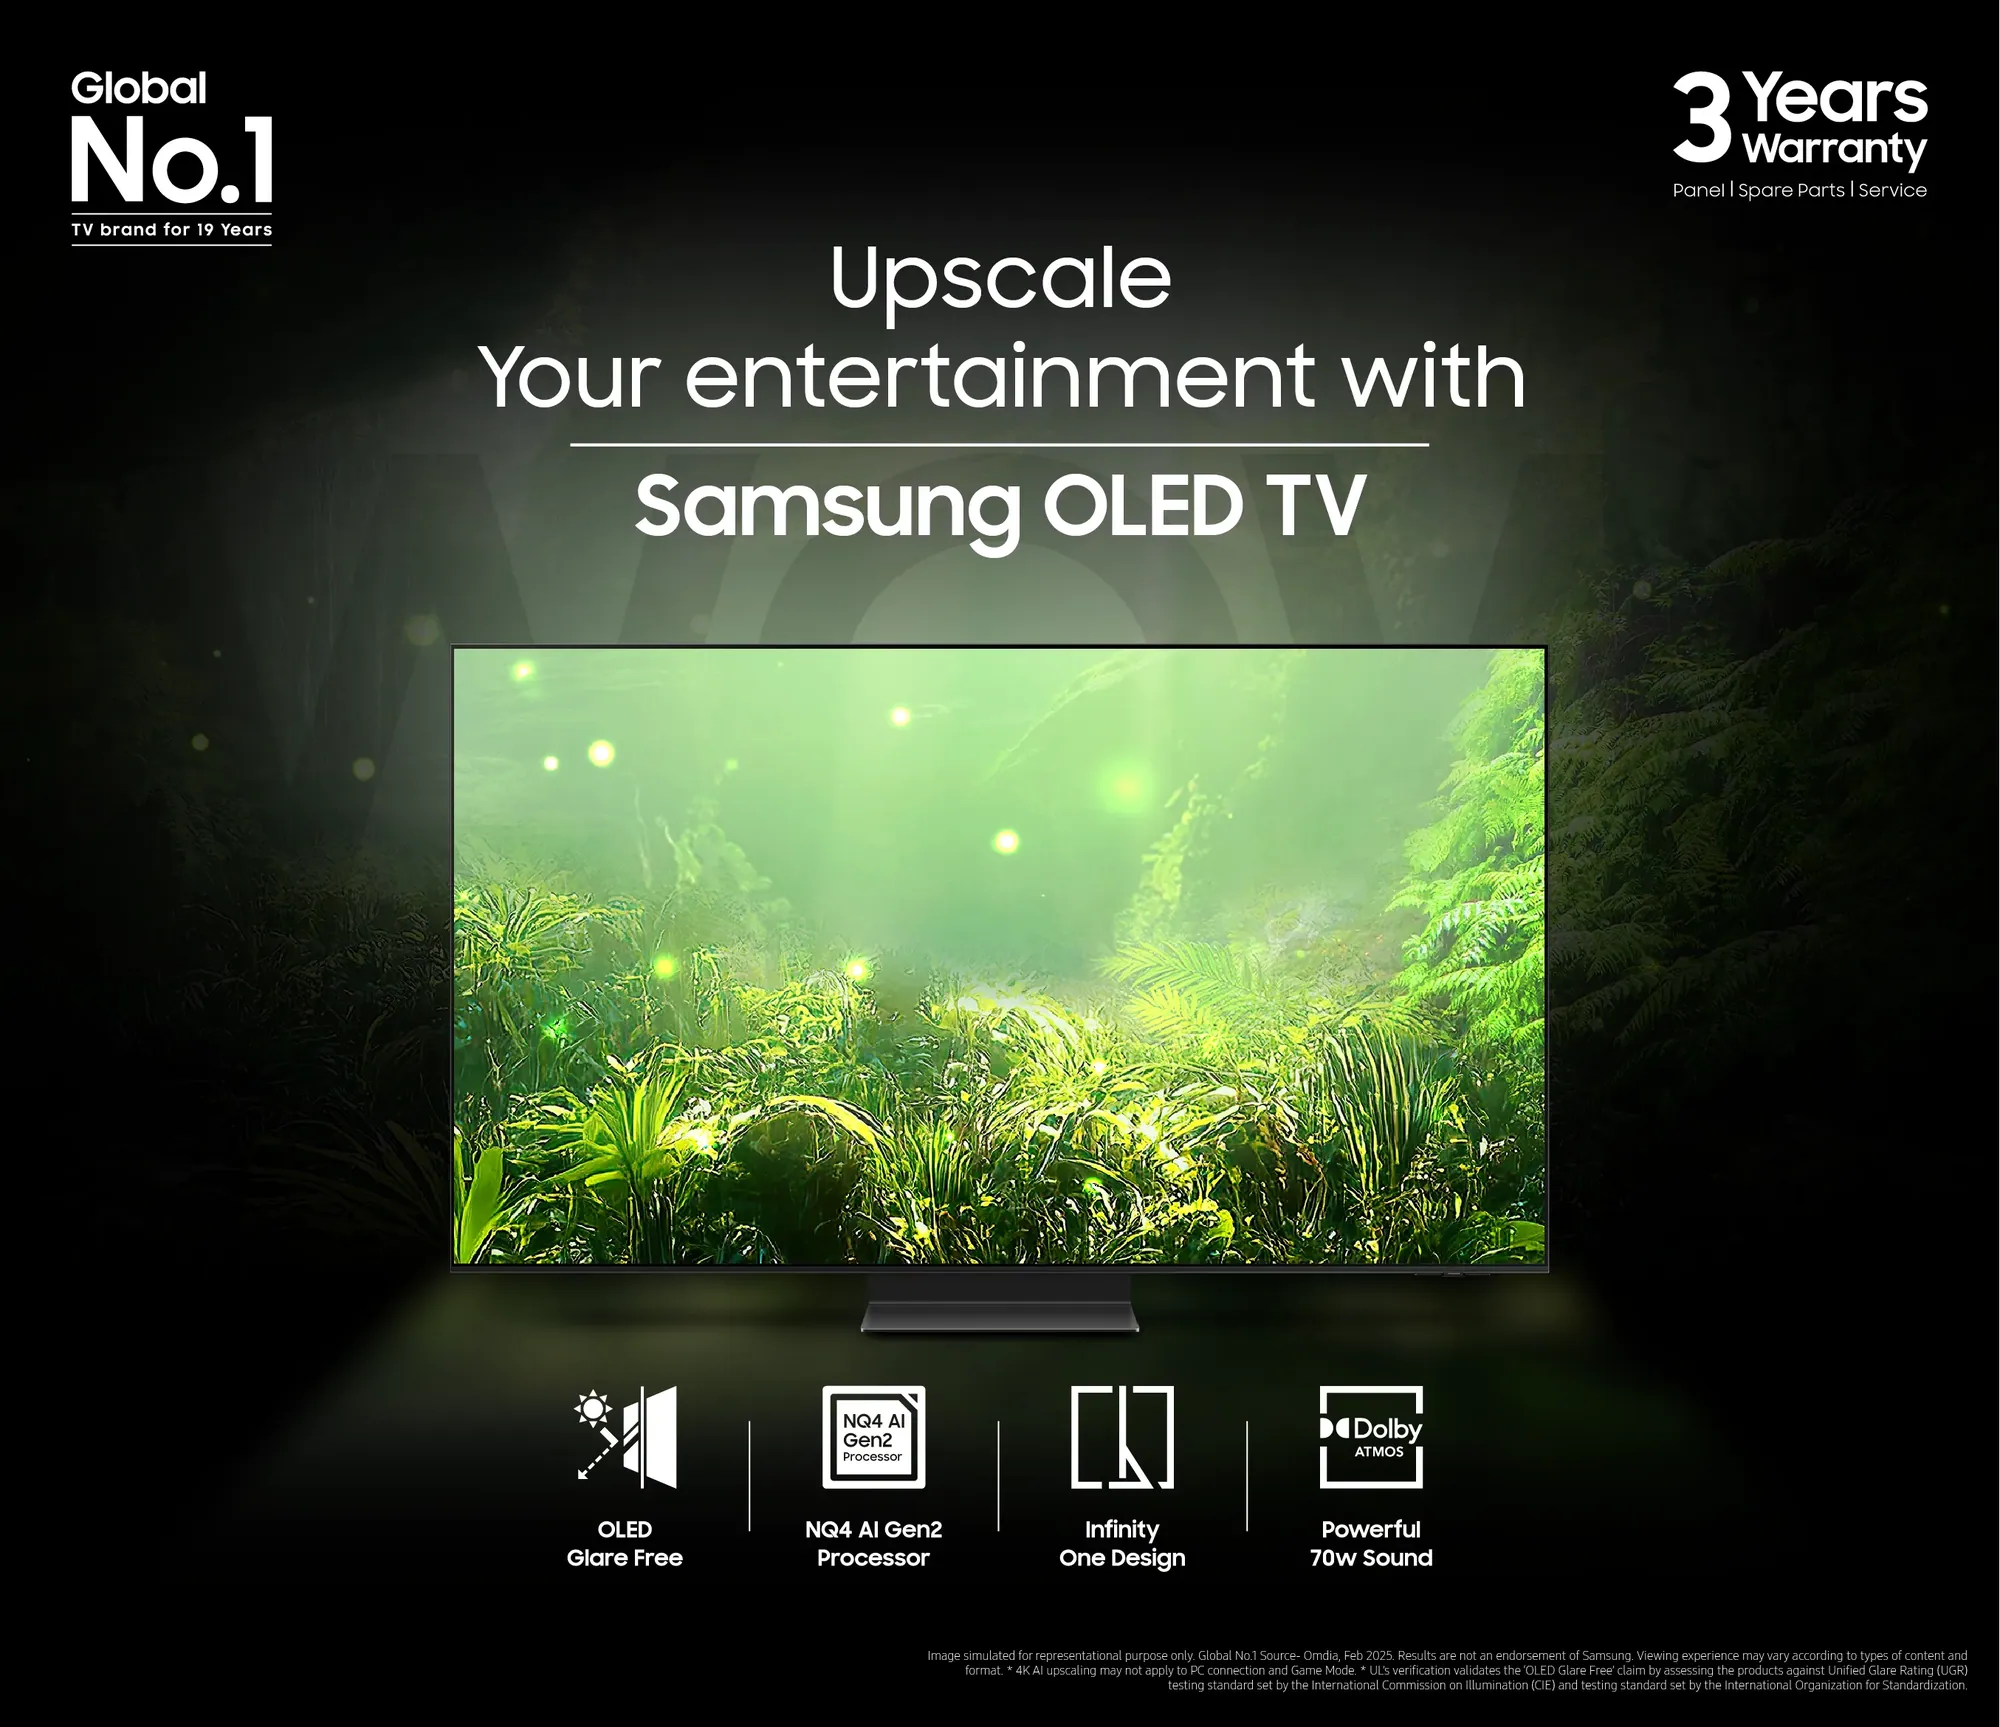 Global
No.1
TV brand for 19 Years
3 Years
Warranty
Panel | Spare Parts | Service
Upscale
Your entertainment with
Samsung OLED TV
NQ4 AI
Gen2
Processor
Dolby
ATMOS
OLED
Glare Free
NQ4 AI Gen2
Processor
Infinity
One Design
Powerful
70w Sound
Image simulated for representational purpose only. Global No.1 Source- Omdia, Feb 2025. Results are not an endorsement of Samsung. Viewing experience may vary according to types of content and
format. * 4K AI upscaling may not apply to PC connection and Game Mode. * UL's verification validates the 'OLED Glare Free' claim by assessing the products against Unified Glare Rating (UGR)
testing standard set by the International Commission on Illumination (CIE) and testing standard set by the International Organization for Standardization.